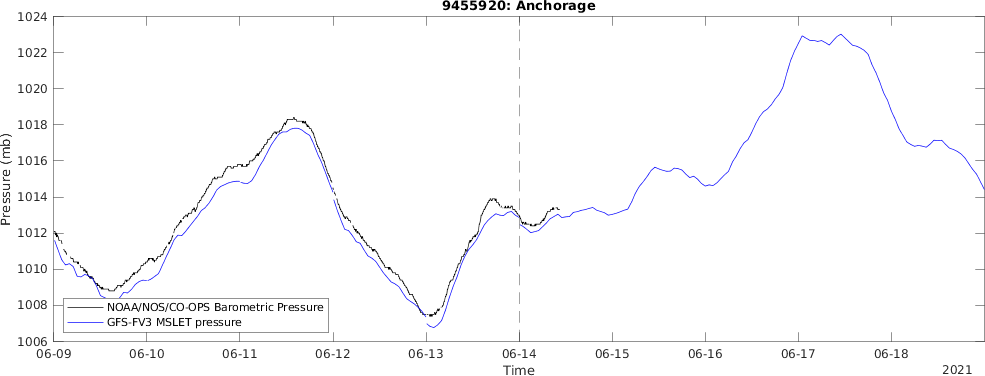 9455920: Anchorage
Pressure (mb)
1024
1022
1020
1018
1016
1014
1012
1010
1008
1006
NOAA/NOS/CO-OPS Barometric Pressure
GFS-FV3 MSLET pressure
06-09 06-10 06-11 06-12 06-13 06-14 06-15 06-16 06-17 06-18
Time
2021